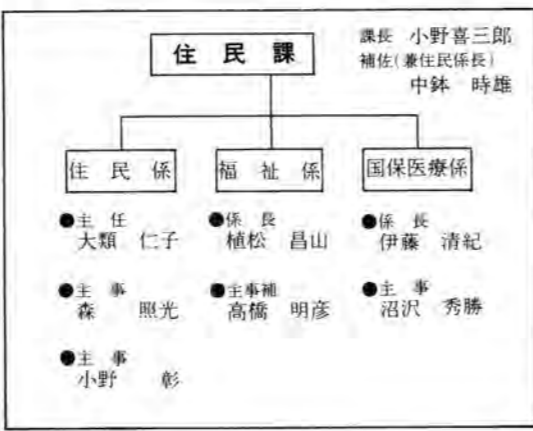 住民課
課長 小野喜三郎
補佐(兼住民係長)
中鉢 時雄
住民係
●主任
大類 仁子
●主事
森 照光
●主事
小野 彰
福祉係
●係長
植松 昌山
●主事補
高橋 明彦
国保医療係
●係長
伊藤 清紀
●主事
沼沢 秀勝